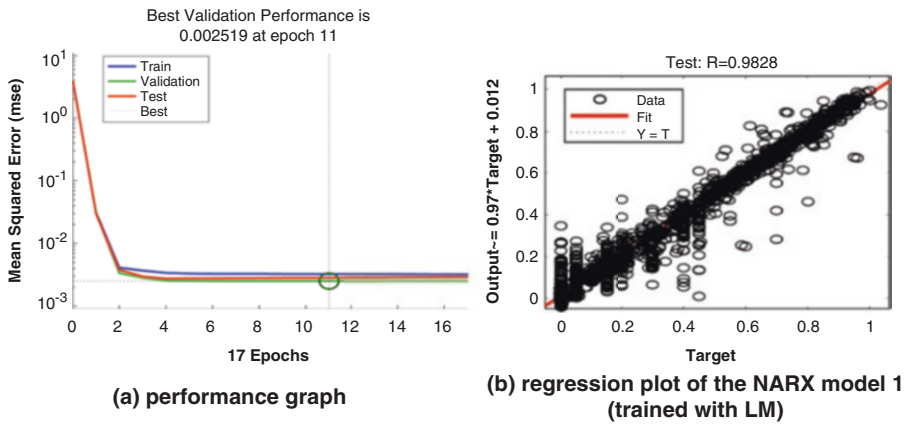 Best Validation Performance is
0.002519 at epoch 11
Mean Squared Error (mse)
10^1
10^0
10^-1
10^-2
10^-3
Train
Validation
Test
Best
0 2 4 6 8 10 12 14 16
17 Epochs
(a) performance graph
Test: R=0.9828
Output~= 0.97*Target + 0.012
1
0.8
0.6
0.4
0.2
0
Data
Fit
Y = T
0 0.2 0.4 0.6 0.8 1
Target
(b) regression plot of the NARX model 1
(trained with LM)